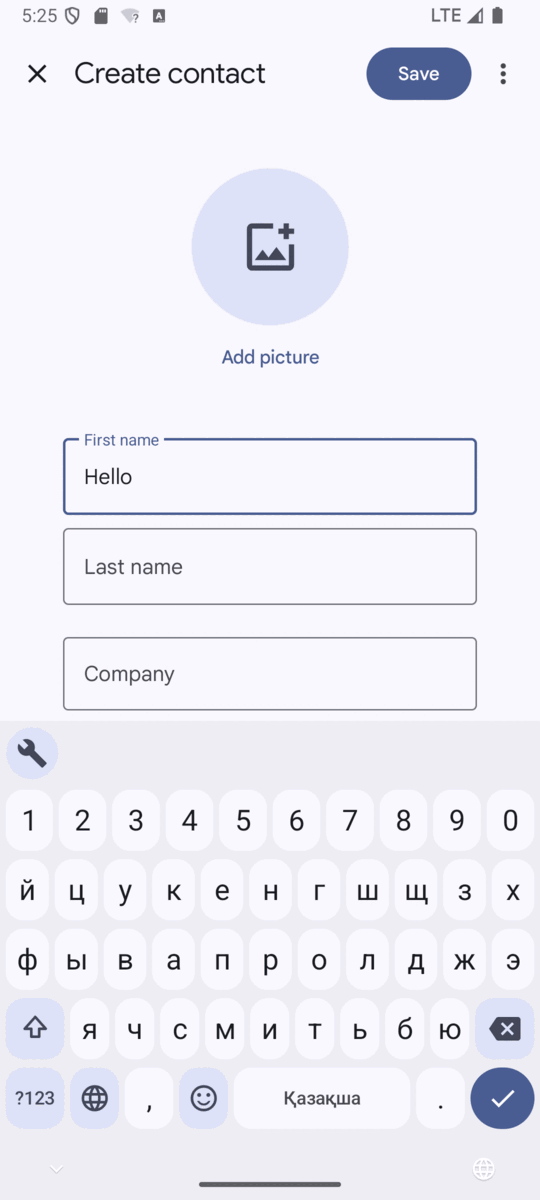 5:25
LTE
Create contact
Save
Add picture
First name
Hello
Last name
Company
1 2 3 4 5 6 7 8 9 0
й ц у к е н г ш щ з х
ф ы в а п р о л д ж э
я ч с м и т ь б ю
?123 , Қазақша .